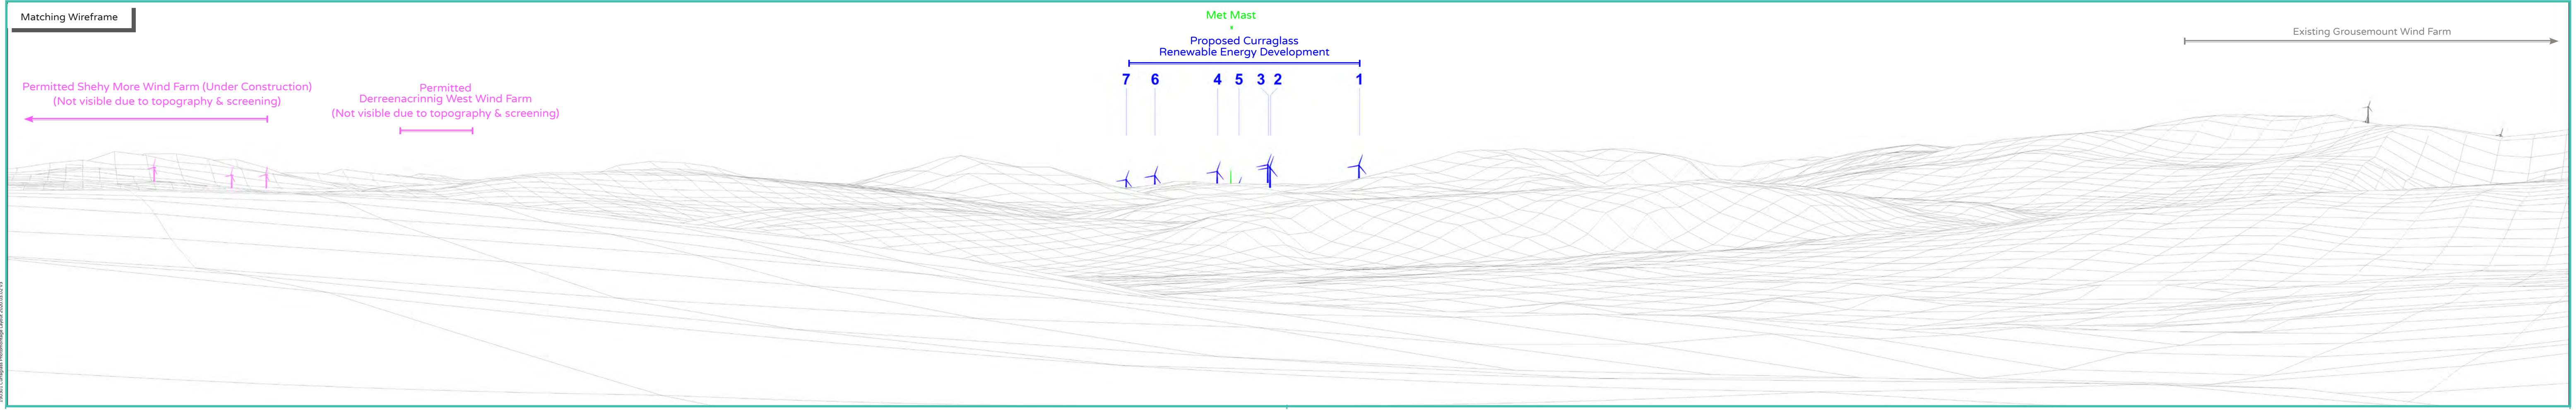 Matching Wireframe
Met Mast
Proposed Curraglass
Renewable Energy Development
Existing Grousemount Wind Farm
Permitted Shehy More Wind Farm (Under Construction)
(Not visible due to topography & screening)
Permitted
Derreenacrinnig West Wind Farm
(Not visible due to topography & screening)
7 6 4 5 3 2 1